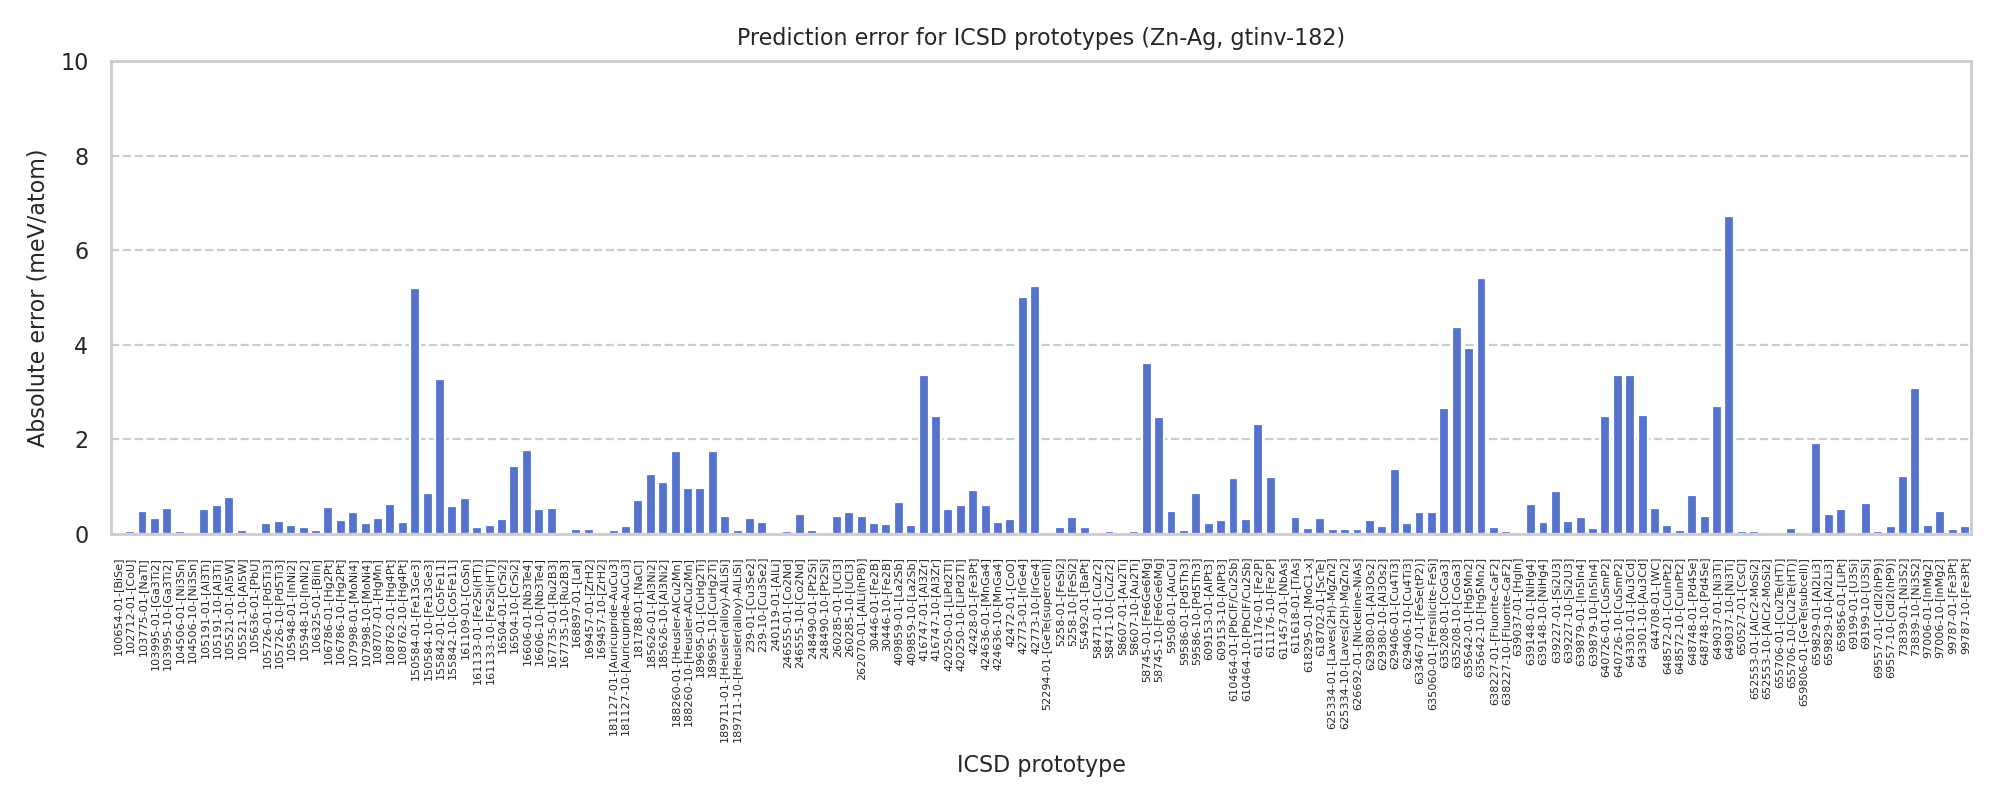 Prediction error for ICSD prototypes (Zn-Ag, gtinv-182)
Absolute error (meV/atom)
10
8
6
4
2
0
100654-01-[BiSe]
102712-01-[CoU]
103775-01-[NaTl]
103995-01-[Ga3Ti2]
103995-10-[Ga3Ti2]
104506-01-[Ni3Sn]
104506-10-[Ni3Sn]
105191-01-[Al3Ti]
105191-10-[Al3Ti]
105521-01-[Al5W]
105521-10-[Al5W]
105636-01-[PbU]
105726-01-[Pd5Ti3]
105726-10-[Pd5Ti3]
105948-01-[InNi2]
105948-10-[InNi2]
106325-01-[BiIn]
106786-01-[Hg2Pt]
106786-10-[Hg2Pt]
107998-01-[MoNi4]
107998-10-[MoNi4]
108707-01-[HgMn]
108762-01-[Hg4Pt]
108762-10-[Hg4Pt]
150584-01-[Fe13Ge3]
150584-10-[Fe13Ge3]
155842-01-[Co5Fe11]
155842-10-[Co5Fe11]
161109-01-[CoSn]
161133-01-[Fe2Si(HT)]
161133-10-[Fe2Si(HT)]
16504-01-[CrSi2]
16504-10-[CrSi2]
16606-01-[Nb3Te4]
16606-10-[Nb3Te4]
167735-01-[Ru2B3]
167735-10-[Ru2B3]
168897-01-[LaI]
169457-01-[ZrH2]
169457-10-[ZrH2]
181127-01-[Auricupride-AuCu3]
181127-10-[Auricupride-AuCu3]
181788-01-[NaCl]
185626-01-[Al3Ni2]
185626-10-[Al3Ni2]
188260-01-[Heusler-AlCu2Mn]
188260-10-[Heusler-AlCu2Mn]
189695-01-[CuHg2Ti]
189695-10-[CuHg2Ti]
189711-01-[Heusler(alloy)-AlLiSi]
189711-10-[Heusler(alloy)-AlLiSi]
239-01-[Cu3Se2]
239-10-[Cu3Se2]
240119-01-[AlLi]
246555-01-[Co2Nd]
246555-10-[Co2Nd]
248490-01-[Pt2Si]
248490-10-[Pt2Si]
260285-01-[UCl3]
260285-10-[UCl3]
262070-01-[AlLi(hP8)]
30446-01-[Fe2B]
30446-10-[Fe2B]
409859-01-[La2Sb]
409859-10-[La2Sb]
416747-01-[Al3Zr]
416747-10-[Al3Zr]
420250-01-[LiPd2Tl]
420250-10-[LiPd2Tl]
42428-01-[Fe3Pt]
424636-01-[MnGa4]
424636-10-[MnGa4]
42472-01-[CoO]
42773-01-[IrGe4]
42773-10-[IrGe4]
52294-01-[GeTe(supercell)]
5258-01-[FeSi2]
5258-10-[FeSi2]
55492-01-[BaPt]
58471-01-[CuZr2]
58471-10-[CuZr2]
58607-01-[Au2Ti]
58607-10-[Au2Ti]
58745-01-[Fe6Ge6Mg]
58745-10-[Fe6Ge6Mg]
59508-01-[AuCu]
59586-01-[Pd5Th3]
59586-10-[Pd5Th3]
609153-01-[AlPt3]
609153-10-[AlPt3]
610464-01-[PbClF/Cu2Sb]
610464-10-[PbClF/Cu2Sb]
611176-01-[Fe2P]
611176-10-[Fe2P]
611457-01-[NbAs]
611618-01-[TiAs]
618295-01-[MoC1-x]
618702-01-[ScTe]
625334-01-[Laves(2H)-MgZn2]
625334-10-[Laves(2H)-MgZn2]
626692-01-[Nickeline-NiAs]
629380-01-[Al3Os2]
629380-10-[Al3Os2]
629406-01-[Cu4Ti3]
629406-10-[Cu4Ti3]
633467-01-[FeSe(tP2)]
635060-01-[Fersilicite-FeSi]
635208-01-[CoGa3]
635208-10-[CoGa3]
635642-01-[Hg5Mn2]
635642-10-[Hg5Mn2]
638227-01-[Fluorite-CaF2]
638227-10-[Fluorite-CaF2]
639037-01-[HgIn]
639148-01-[NiHg4]
639148-10-[NiHg4]
639227-01-[Si2U3]
639227-10-[Si2U3]
639879-01-[In5In4]
639879-10-[In5In4]
640726-01-[CuSmP2]
640726-10-[CuSmP2]
643301-01-[Au3Cd]
643301-10-[Au3Cd]
644708-01-[WC]
648572-01-[CuInPt2]
648572-10-[CuInPt2]
648748-01-[Pd4Se]
648748-10-[Pd4Se]
649037-01-[Ni3Ti]
649037-10-[Ni3Ti]
650527-01-[CsCl]
652553-01-[AlCr2-MoSi2]
652553-10-[AlCr2-MoSi2]
655706-01-[Cu2Te(HT)]
655706-10-[Cu2Te(HT)]
659806-01-[GeTe(subcell)]
659829-01-[Al2Li3]
659829-10-[Al2Li3]
659856-01-[LiPt]
69199-01-[U3Si]
69199-10-[U3Si]
69557-01-[CdI2(hP9)]
69557-10-[CdI2(hP9)]
73839-01-[Ni3S2]
73839-10-[Ni3S2]
97006-01-[InMg2]
97006-10-[InMg2]
99787-01-[Fe3Pt]
99787-10-[Fe3Pt]
ICSD prototype